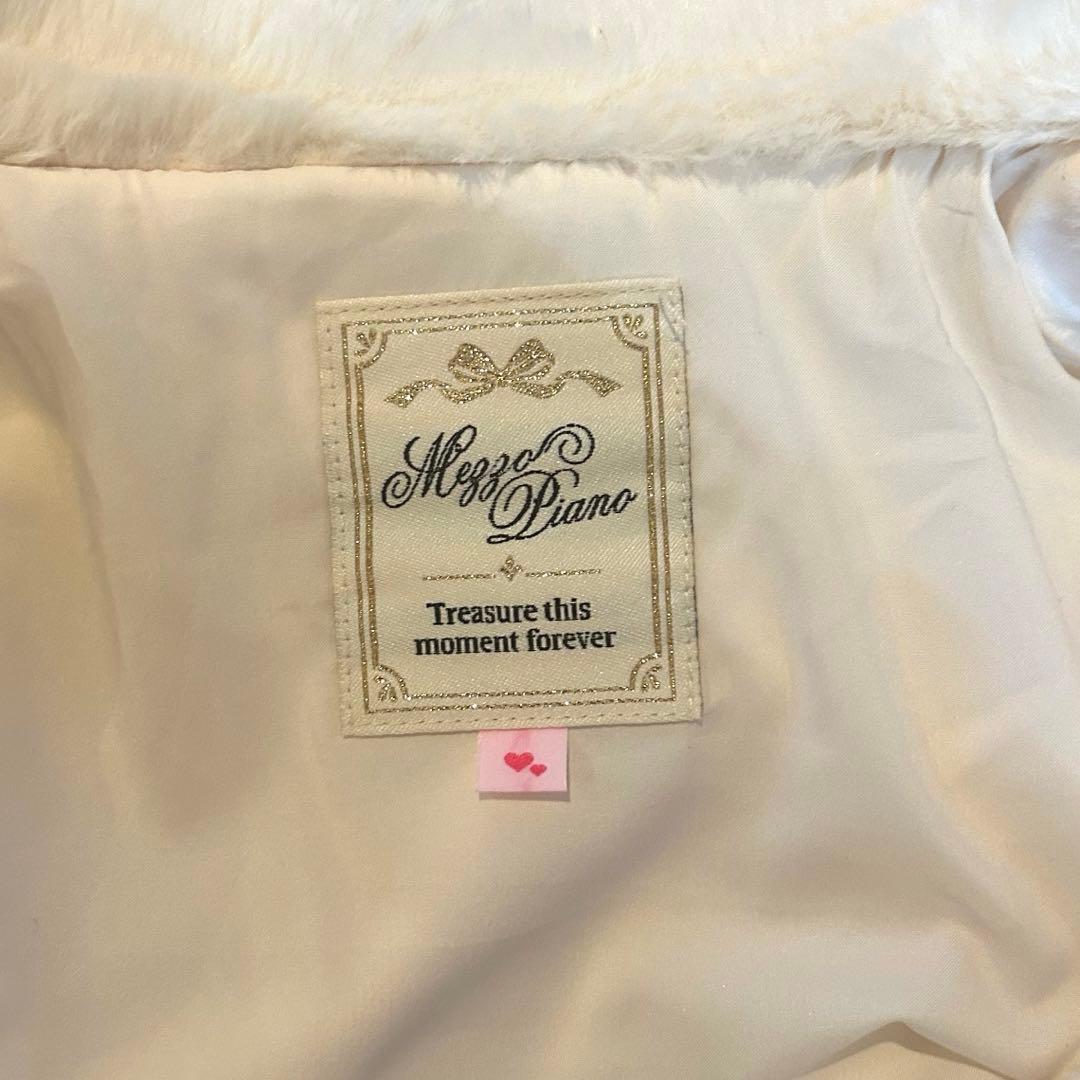 Mezzo
Piano
Treasure this
moment forever